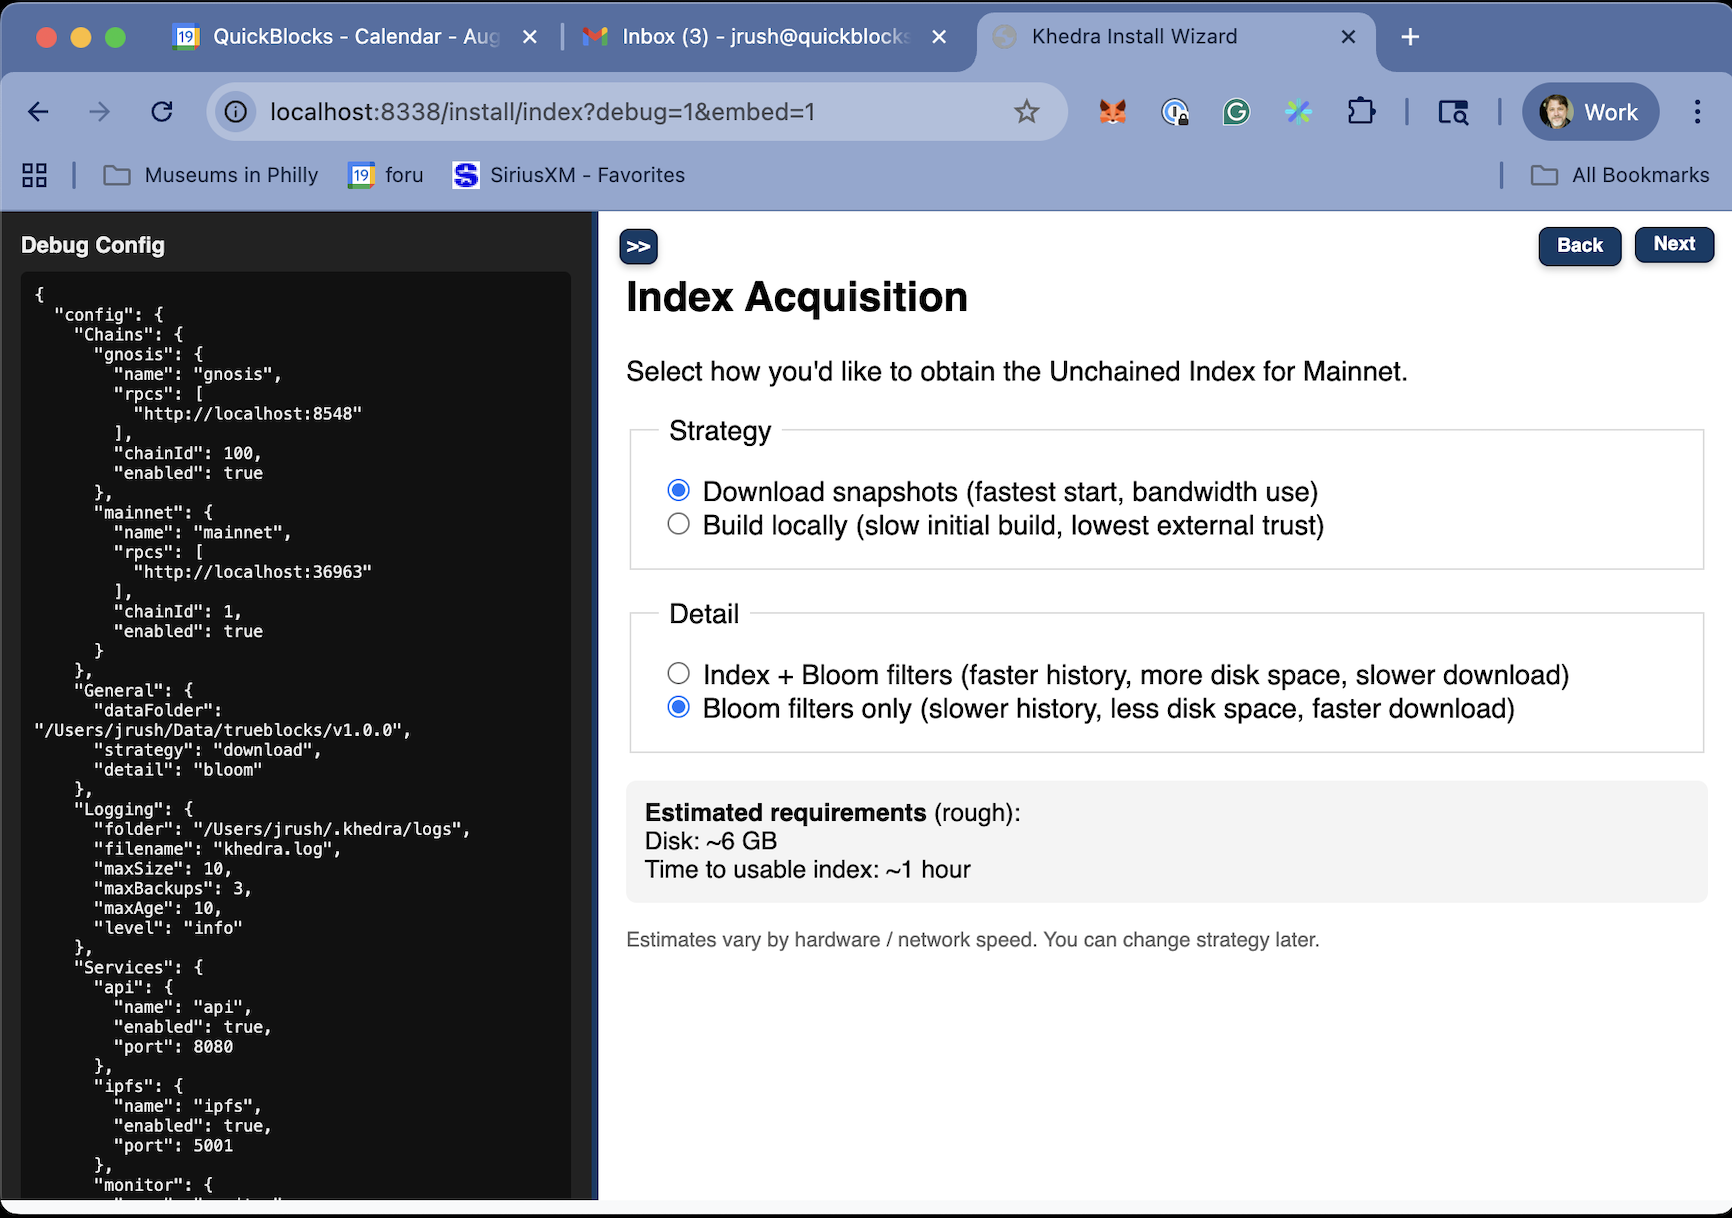 QuickBlocks - Calendar - Aug
Inbox (3) - jrush@quickblocks
Khedra Install Wizard
localhost:8338/install/index?debug=1&embed=1
Work
Museums in Philly
19
foru
SiriusXM - Favorites
All Bookmarks
Debug Config
{
"config": {
"Chains": {
"gnosis": {
"name": "gnosis",
"rpcs": [
"http://localhost:8548"
],
"chainId": 100,
"enabled": true
},
"mainnet": {
"name": "mainnet",
"rpcs": [
"http://localhost:36963"
],
"chainId": 1,
"enabled": true
}
},
"General": {
"dataFolder":
"/Users/jrush/Data/trueblocks/v1.0.0",
"strategy": "download",
"detail": "bloom"
},
"Logging": {
"folder": "/Users/jrush/.khedra/logs",
"filename": "khedra.log",
"maxSize": 10,
"maxBackups": 3,
"maxAge": 10,
"level": "info"
},
"Services": {
"api": {
"name": "api",
"enabled": true,
"port": 8080
},
"ipfs": {
"name": "ipfs",
"enabled": true,
"port": 5001
},
"monitor": {
>>
Back
Next
Index Acquisition
Select how you'd like to obtain the Unchained Index for Mainnet.
Strategy
Download snapshots (fastest start, bandwidth use)
Build locally (slow initial build, lowest external trust)
Detail
Index + Bloom filters (faster history, more disk space, slower download)
Bloom filters only (slower history, less disk space, faster download)
Estimated requirements (rough):
Disk: ~6 GB
Time to usable index: ~1 hour
Estimates vary by hardware / network speed. You can change strategy later.